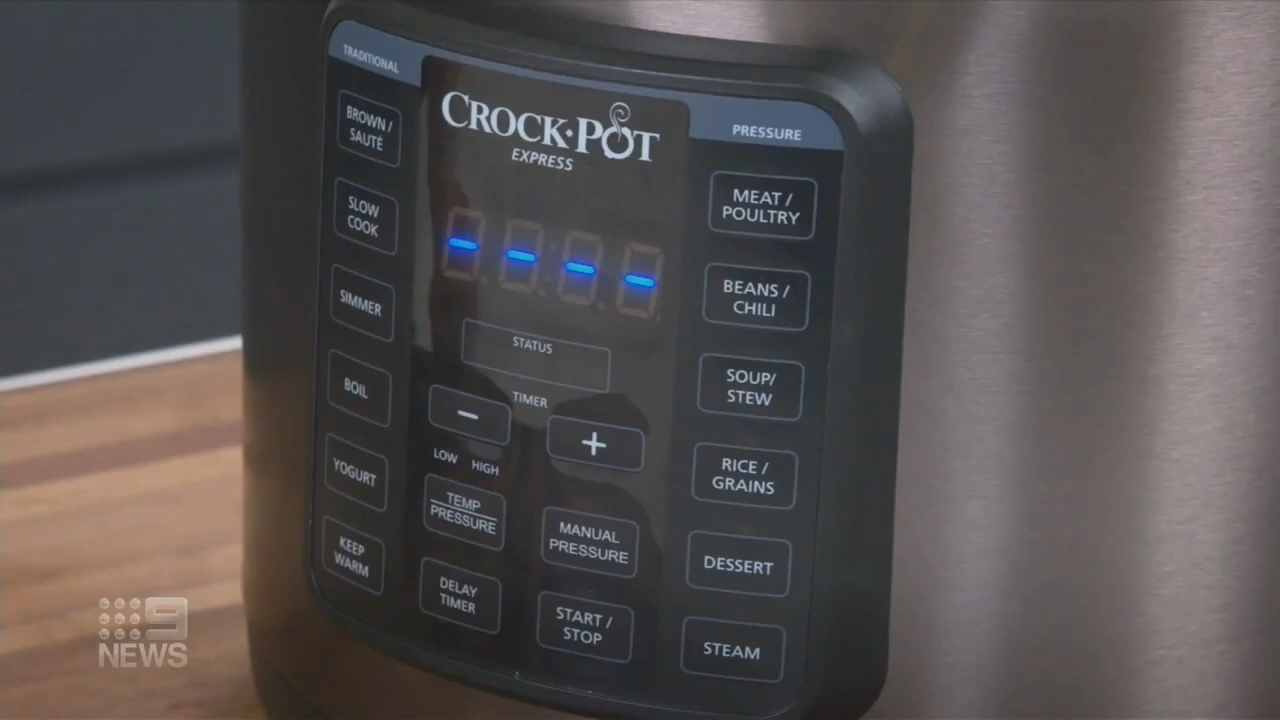 TRADITIONAL
BROWN /
SAUTÉ
SLOW
COOK
SIMMER
BOIL
YOGURT
KEEP
WARM
CROCK·POT
EXPRESS
STATUS
TIMER
− +
LOW HIGH
TEMP
PRESSURE
MANUAL
PRESSURE
DELAY
TIMER
START /
STOP
PRESSURE
MEAT /
POULTRY
BEANS /
CHILI
SOUP/
STEW
RICE /
GRAINS
DESSERT
STEAM
9
NEWS